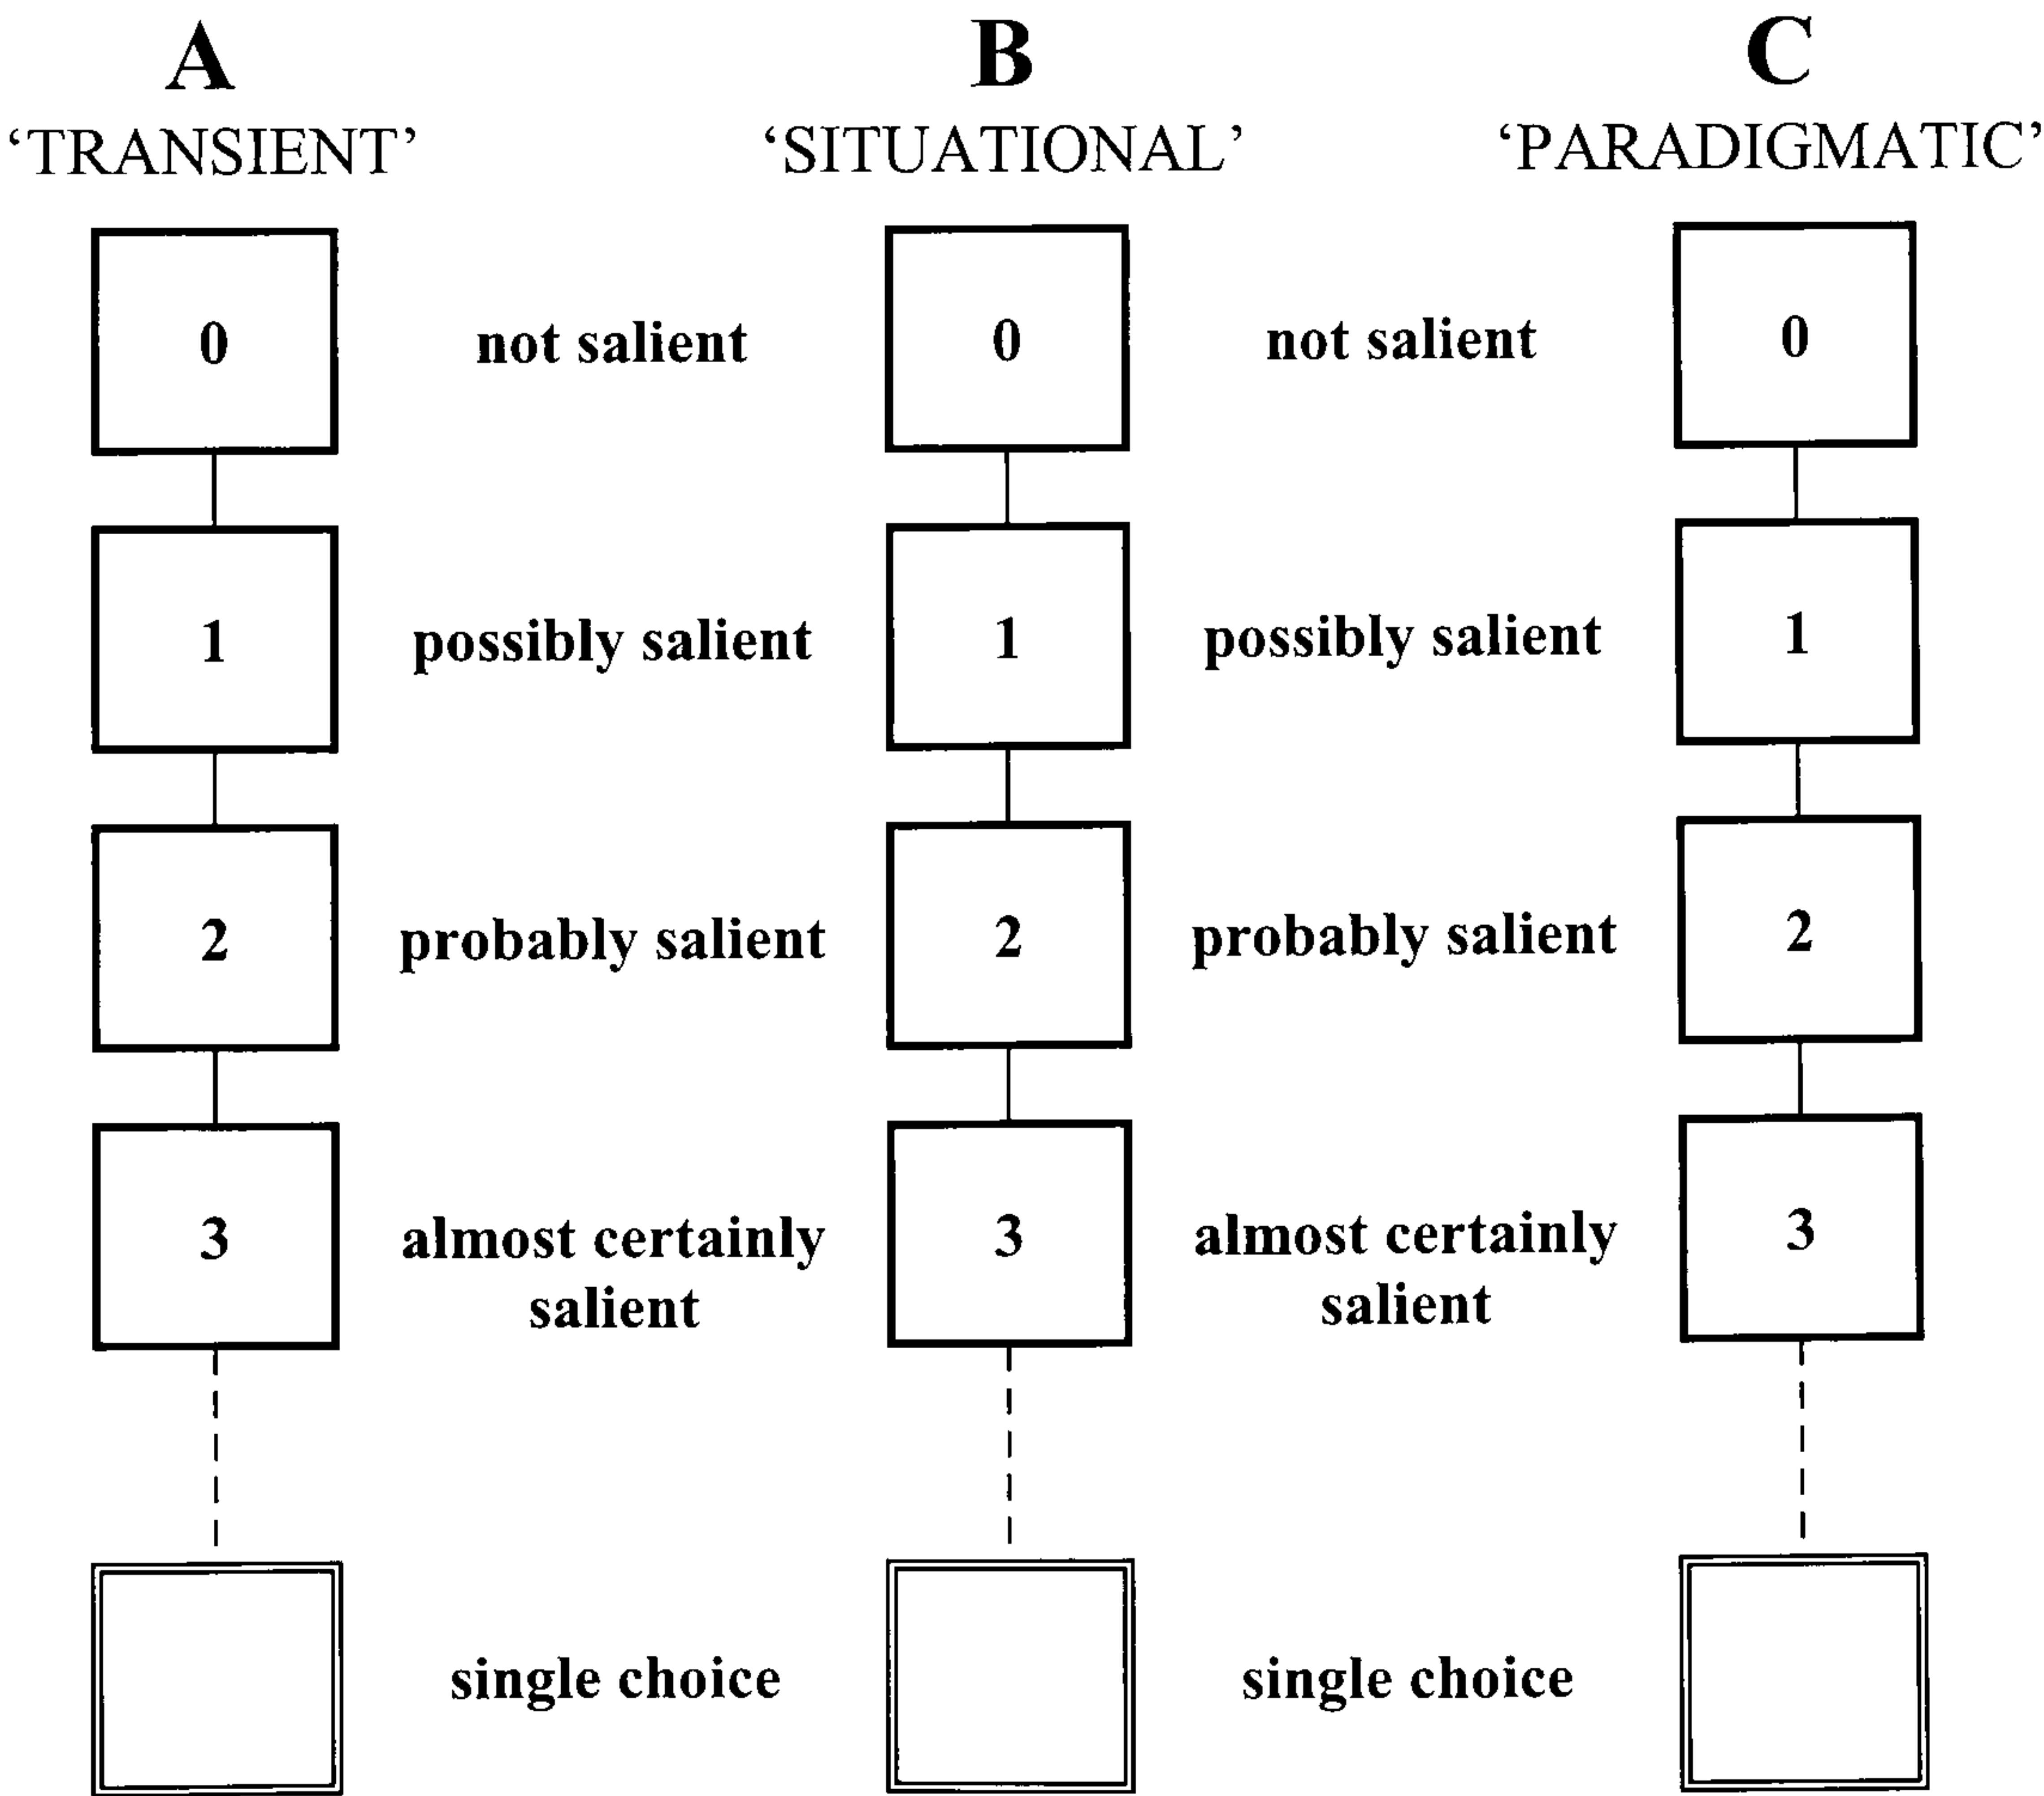 A B C
‘TRANSIENT’ ‘SITUATIONAL’ ‘PARADIGMATIC’
0 not salient 0 not salient 0
1 possibly salient 1 possibly salient 1
2 probably salient 2 probably salient 2
3 almost certainly 3 almost certainly 3
salient salient
single choice single choice